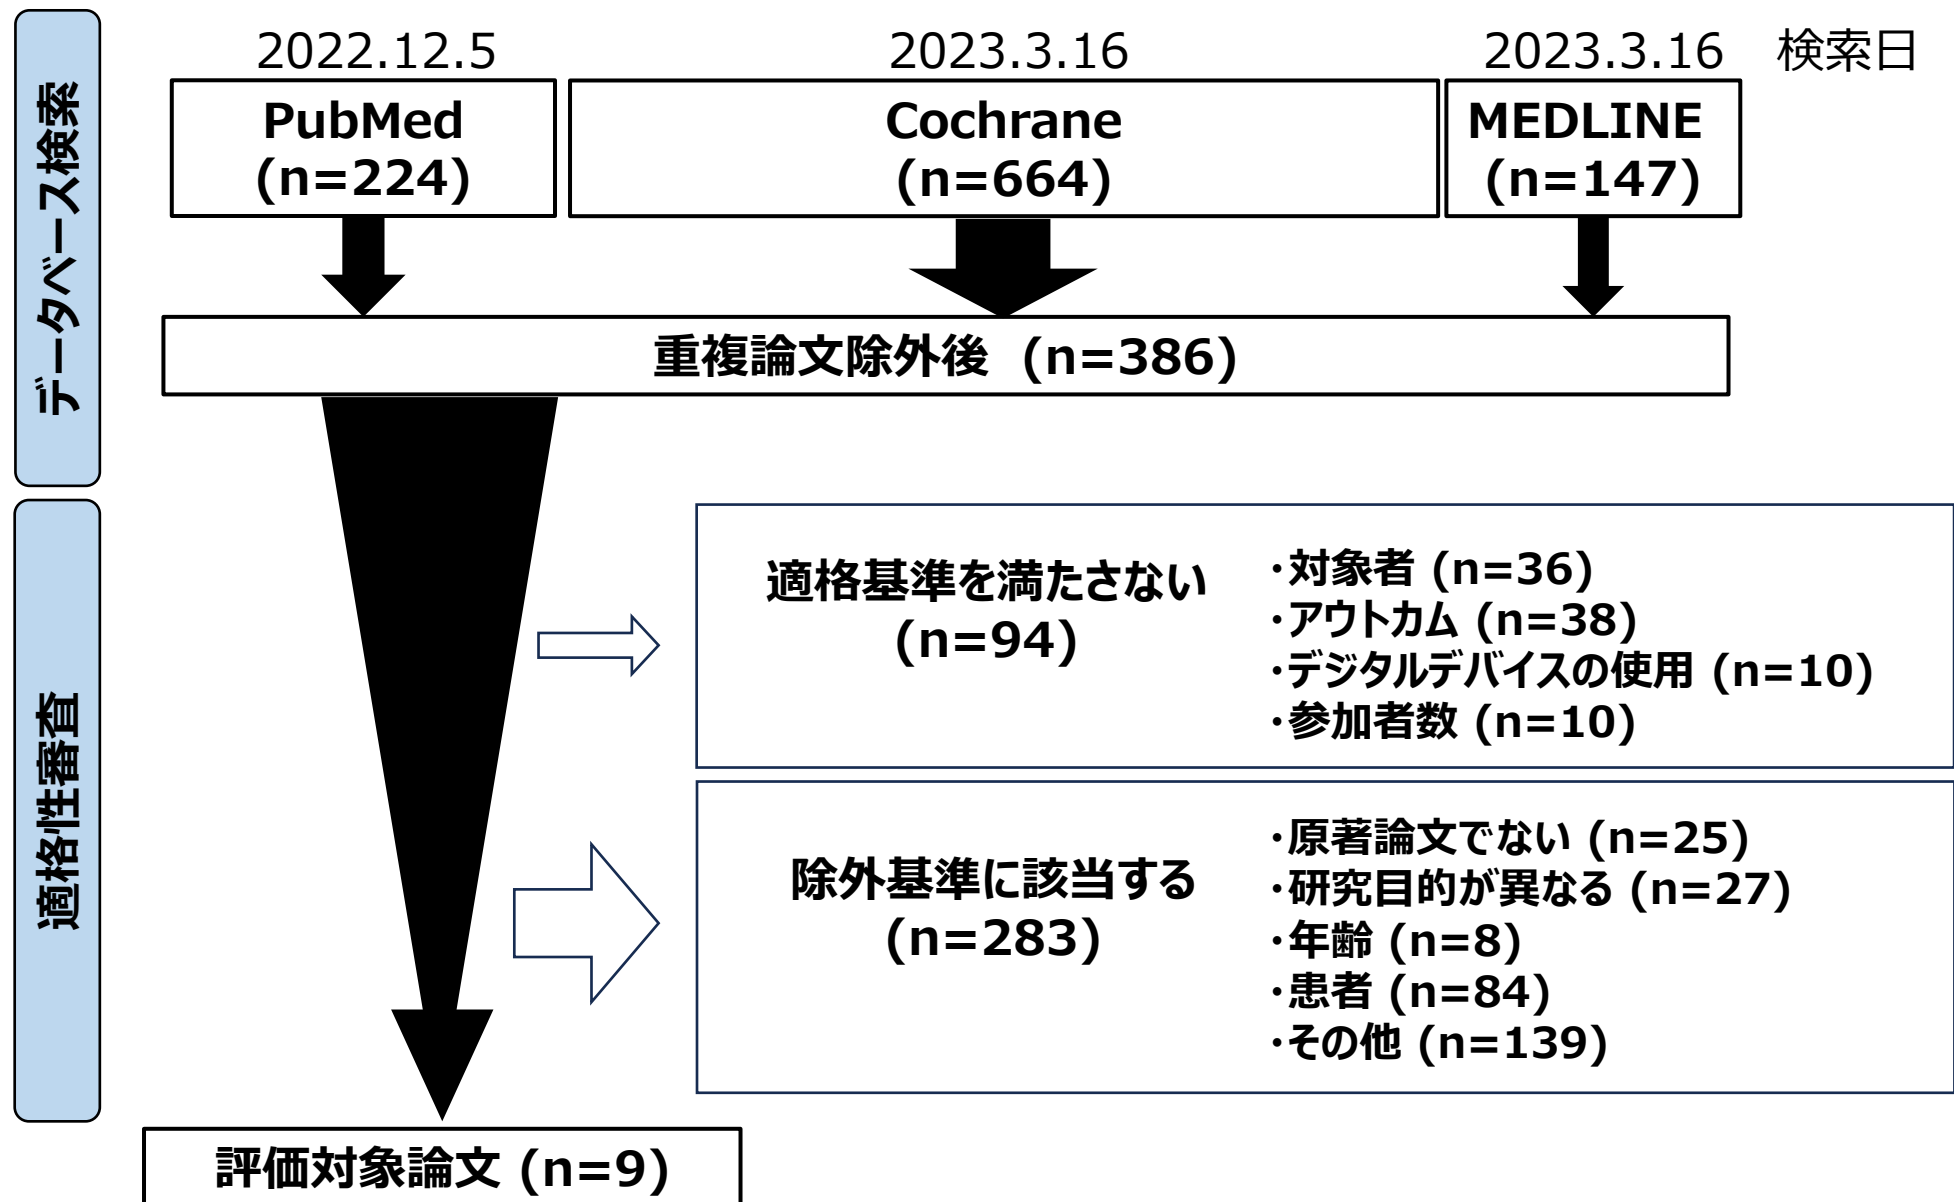 データベース検索
2022.12.5
2023.3.16
2023.3.16
検索日
PubMed
(n=224)
Cochrane
(n=664)
MEDLINE
(n=147)
重複論文除外後 (n=386)
適格性審査
適格基準を満たさない
(n=94)
・対象者 (n=36)
・アウトカム (n=38)
・デジタルデバイスの使用 (n=10)
・参加者数 (n=10)
除外基準に該当する
(n=283)
・原著論文でない (n=25)
・研究目的が異なる (n=27)
・年齢 (n=8)
・患者 (n=84)
・その他 (n=139)
評価対象論文 (n=9)